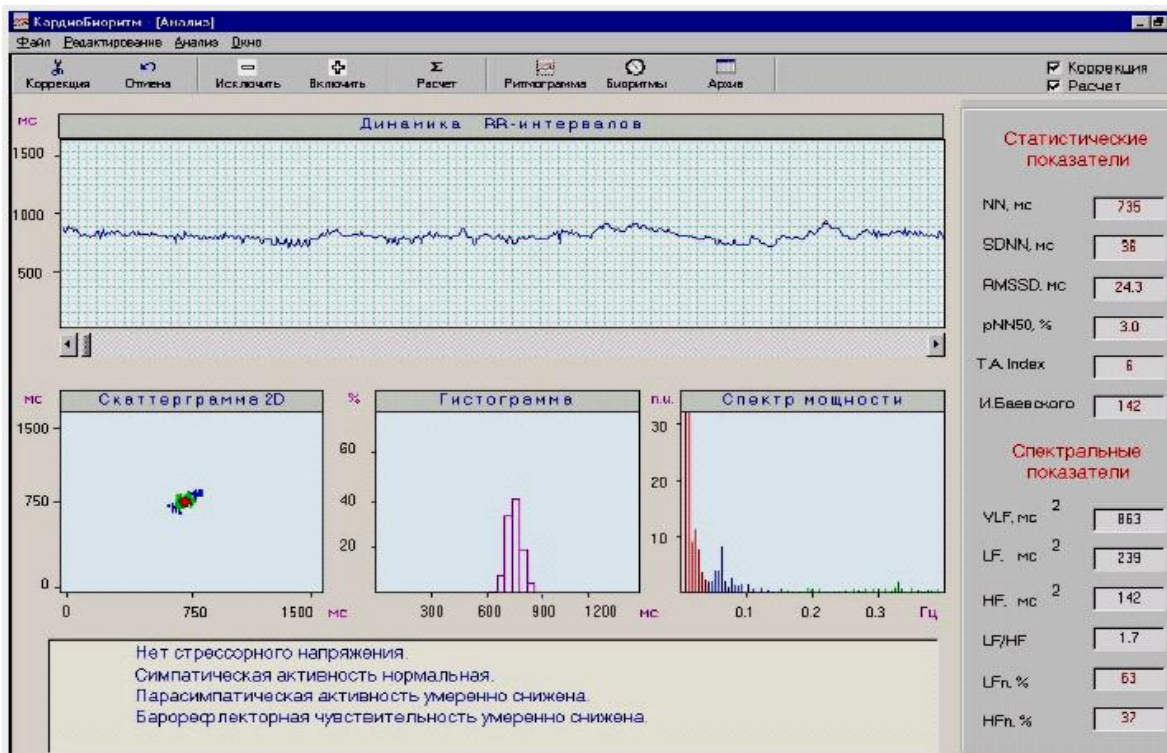 КардиоБиоритм - [Анализ]
Файл Редактирование Анализ Окно
Коррекция Отмена Исключить Включить Расчет Ритмограмма Биоритмы Архив
Коррекция
Расчет
мс Динамика RR-интервалов
1500
1000
500
мс Скаттерграмма 2D
1500
750
0
0 750 1500 мс
% Гистограмма
60
40
20
300 600 900 1200 мс
п.и. Спектр мощности
30
20
10
0.1 0.2 0.3 Гц
Статистические
показатели
NN, мс 735
SDNN, мс 36
RMSSD. мс 24.3
pNN50, % 3.0
T.A. Index 6
И.Баевского 142
Спектральные
показатели
VLF, мс 2 863
LF. мс 2 239
HF. мс 2 142
LF/HF 1.7
LFn. % 63
HFn. % 37
Нет стрессорного напряжения.
Симпатическая активность нормальная.
Парасимпатическая активность умеренно снижена.
Барорефлекторная чувствительность умеренно снижена.